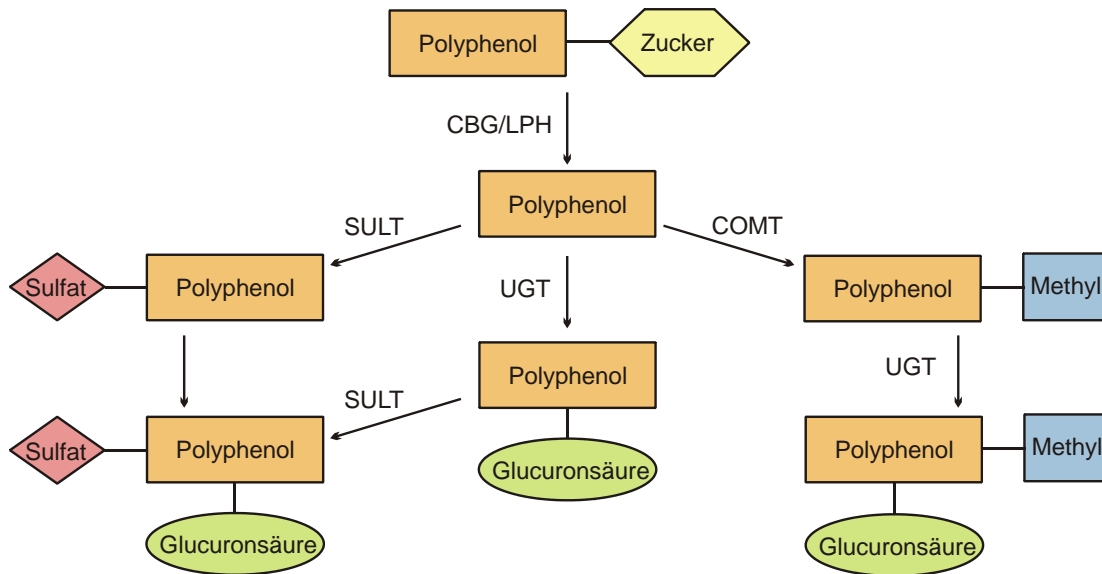 Polyphenol
Zucker
CBG/LPH
Polyphenol
SULT
COMT
Sulfat
Polyphenol
UGT
Polyphenol
Methyl
Polyphenol
UGT
SULT
Sulfat
Polyphenol
Polyphenol
Methyl
Glucuronsäure
Glucuronsäure
Glucuronsäure